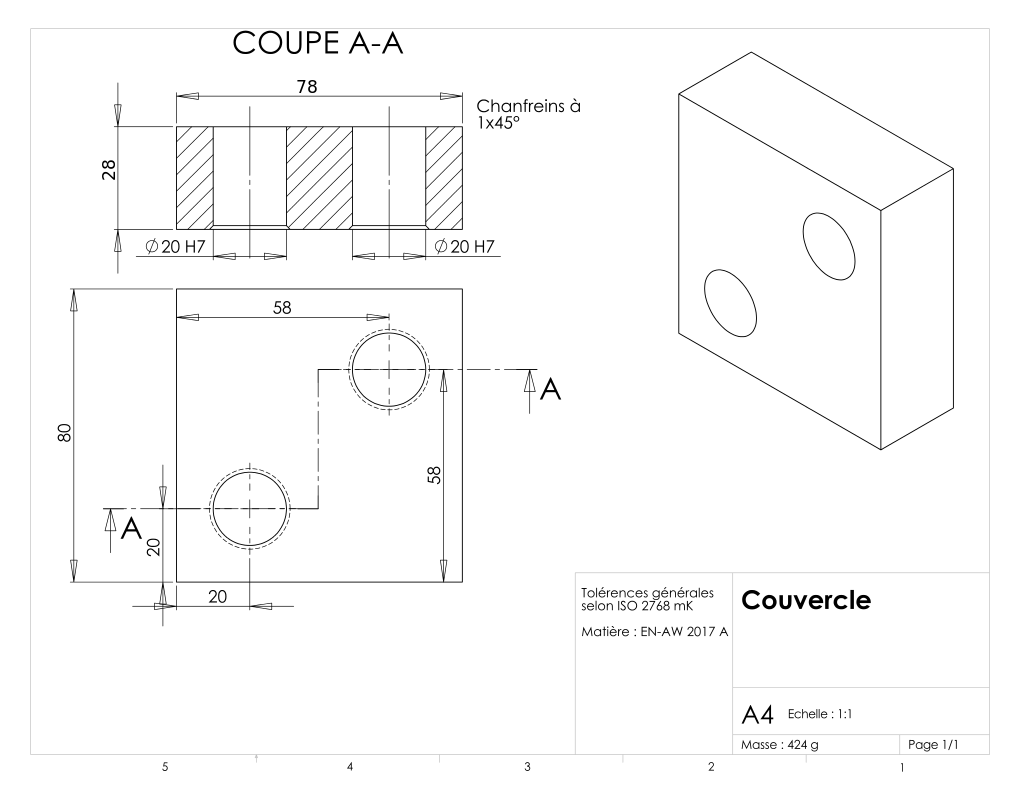 COUPE A-A
78
Chanfreins à
1x45°
28
∅20 H7
∅20 H7
58
A
80
58
A
20
20
Tolérences générales
selon ISO 2768 mK
Matière : EN-AW 2017 A
Couvercle
A4 Echelle : 1:1
Masse : 424 g
Page 1/1
5 4 3 2 1